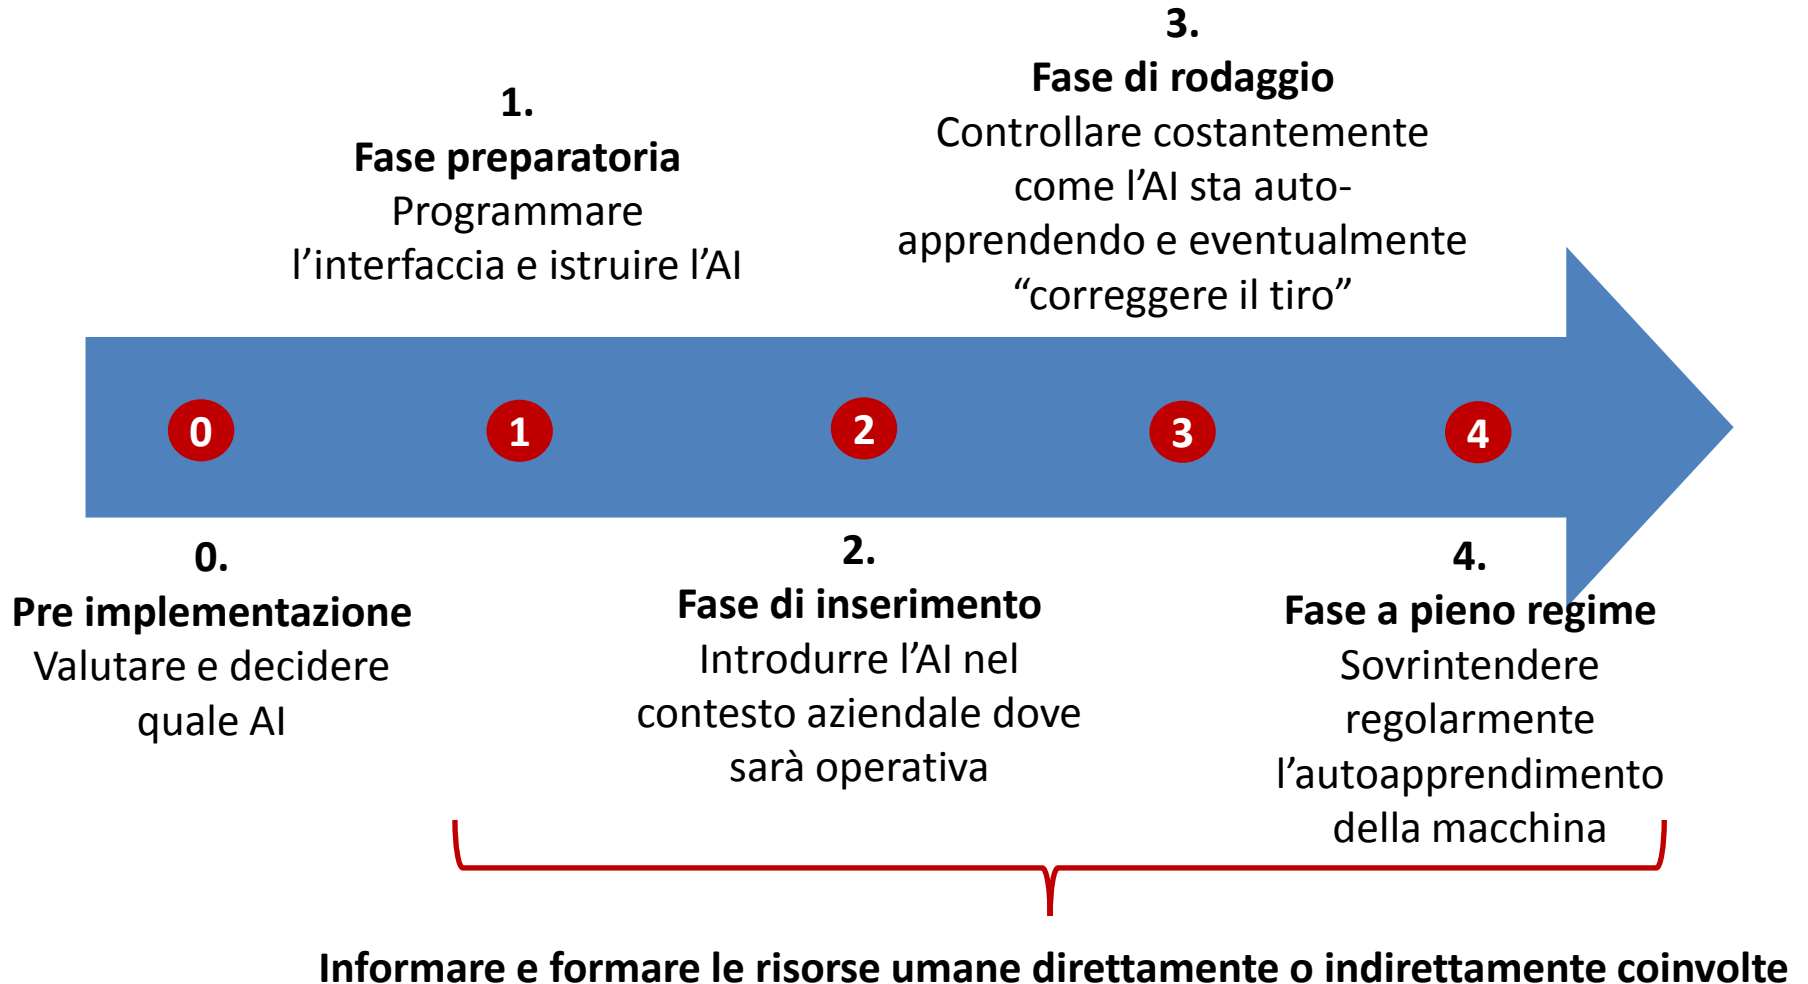 3.
Fase di rodaggio
Controllare costantemente
come l’AI sta auto-
apprendendo e eventualmente
“correggere il tiro”
1.
Fase preparatoria
Programmare
l’interfaccia e istruire l’AI
0
1
2
3
4
0.
Pre implementazione
Valutare e decidere
quale AI
2.
Fase di inserimento
Introdurre l’AI nel
contesto aziendale dove
sarà operativa
4.
Fase a pieno regime
Sovrintendere
regolarmente
l’autoapprendimento
della macchina
Informare e formare le risorse umane direttamente o indirettamente coinvolte